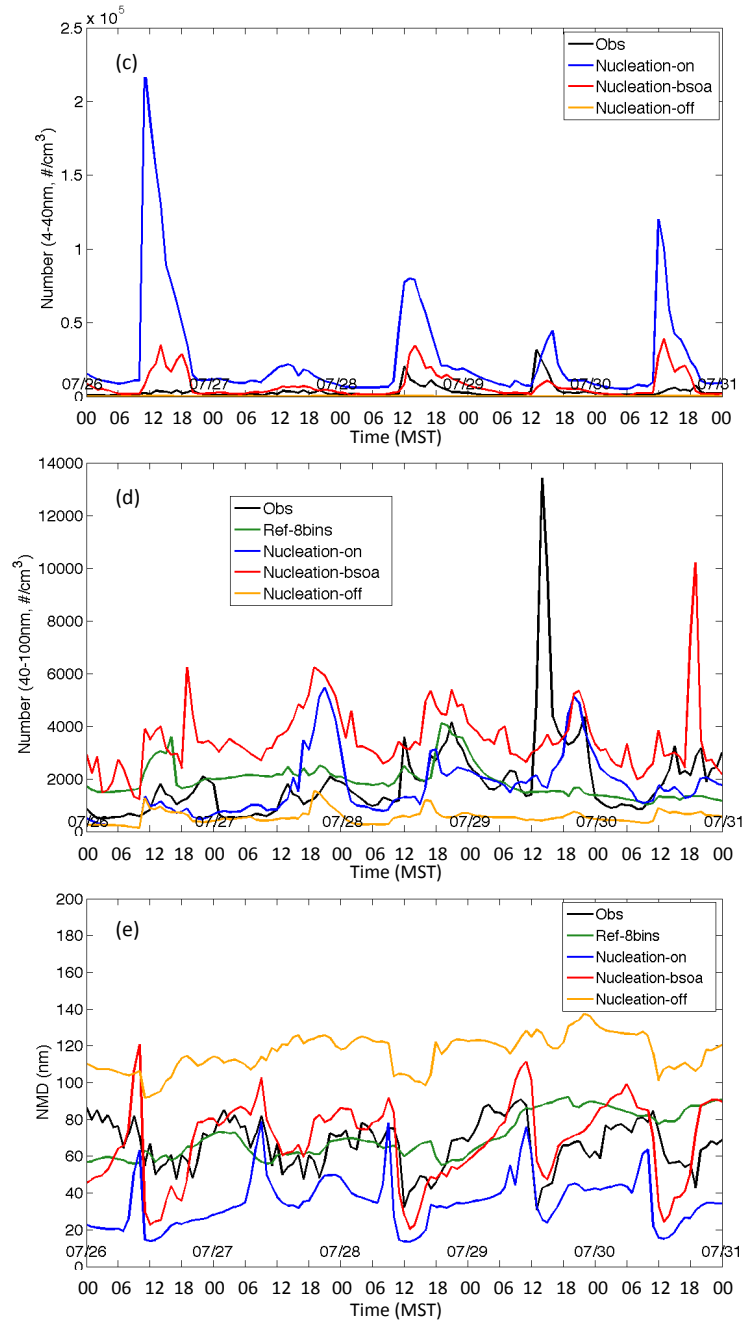 x 10⁵
2.5
(c)
Obs
Nucleation-on
Nucleation-bsoa
Nucleation-off
2
1.5
1
0.5
0
Number (4-40nm, #/cm³)
07/26 07/27 07/28 07/29 07/30 07/31
00 06 12 18 00 06 12 18 00 06 12 18 00 06 12 18 00 06 12 18 00
Time (MST)
14000
(d)
Obs
Ref-8bins
Nucleation-on
Nucleation-bsoa
Nucleation-off
12000
10000
8000
6000
4000
2000
0
Number (40-100nm, #/cm³)
07/26 07/27 07/28 07/29 07/30 07/31
00 06 12 18 00 06 12 18 00 06 12 18 00 06 12 18 00 06 12 18 00
Time (MST)
200
(e)
Obs
Ref-8bins
Nucleation-on
Nucleation-bsoa
Nucleation-off
180
160
140
120
100
80
60
40
20
0
NMD (nm)
07/26 07/27 07/28 07/29 07/30 07/31
00 06 12 18 00 06 12 18 00 06 12 18 00 06 12 18 00 06 12 18 00
Time (MST)